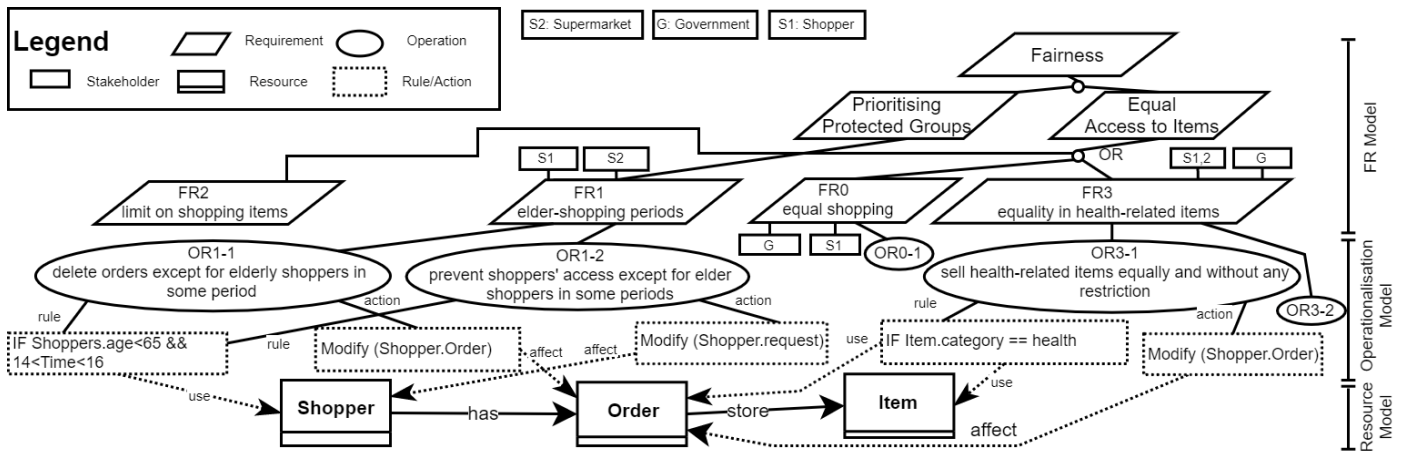 S2: Supermarket
G: Government
S1: Shopper
Legend
Requirement
Operation
Stakeholder
Resource
Rule/Action
Fairness
Prioritising
Protected Groups
Equal
Access to Items
OR
FR Model
S1
S2
S1,2
G
FR2
limit on shopping items
FR1
elder-shopping periods
FR0
equal shopping
FR3
equality in health-related items
G
S1
OR0-1
OR1-1
delete orders except for elderly shoppers in
some period
OR1-2
prevent shoppers' access except for elder
shoppers in some periods
OR3-1
sell health-related items equally and without any
restriction
OR3-2
Operationalisation
Model
rule
action
rule
action
rule
action
IF Shoppers.age<65 &&
14<Time<16
Modify (Shopper.Order)
Modify (Shopper.request)
IF Item.category == health
Modify (Shopper.Order)
use
affect
affect
use
use
Shopper
has
Order
store
Item
affect
Resource
Model